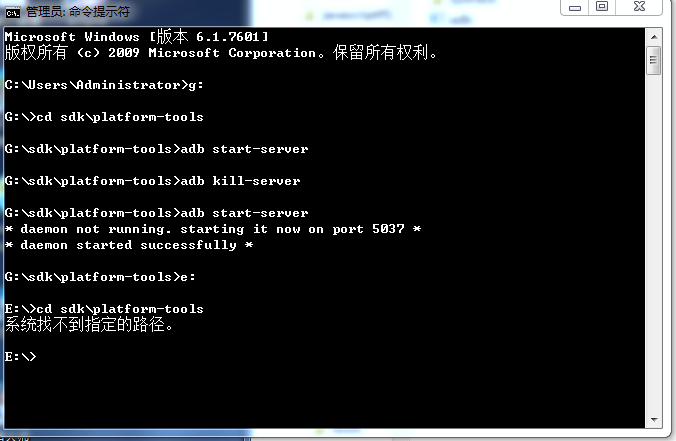 管理员: 命令提示符
Microsoft Windows [版本 6.1.7601]
版权所有 (c) 2009 Microsoft Corporation。保留所有权利。
C:\Users\Administrator>g:
G:\>cd sdk\platform-tools
G:\sdk\platform-tools>adb start-server
G:\sdk\platform-tools>adb kill-server
G:\sdk\platform-tools>adb start-server
* daemon not running. starting it now on port 5037 *
* daemon started successfully *
G:\sdk\platform-tools>e:
E:\>cd sdk\platform-tools
系统找不到指定的路径。
E:\>